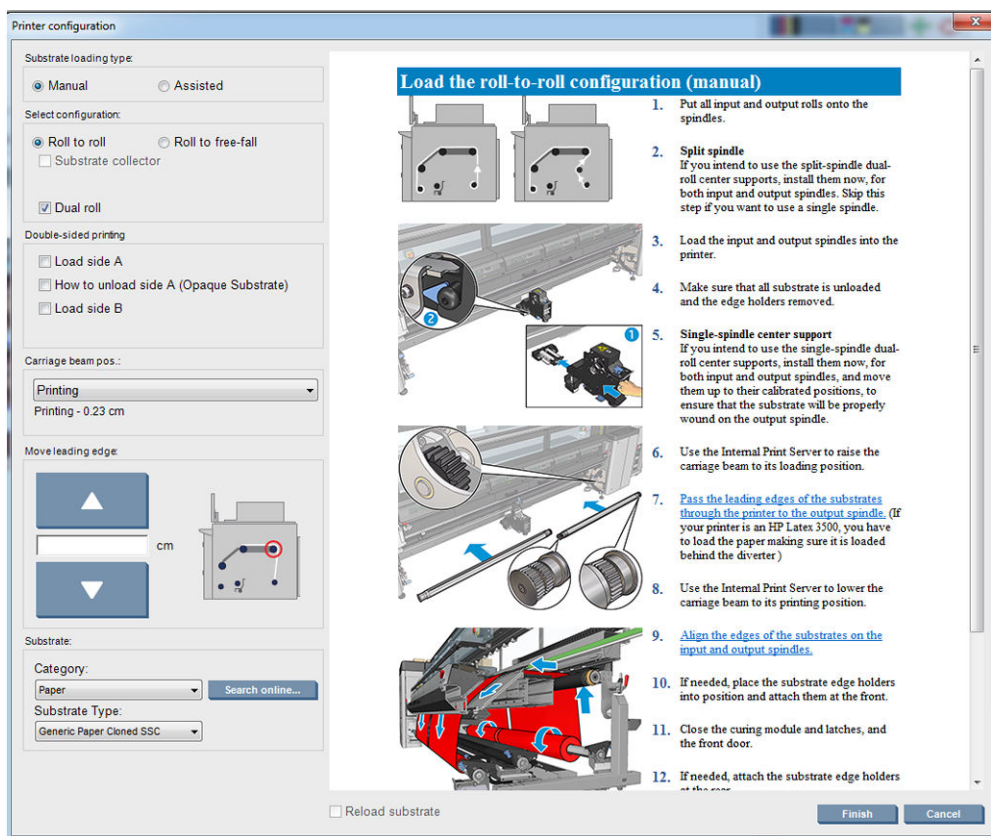 Printer configuration
Substrate loading type:
Manual
Assisted
Select configuration:
Roll to roll
Roll to free-fall
Substrate collector
Dual roll
Double-sided printing
Load side A
How to unload side A (Opaque Substrate)
Load side B
Carriage beam pos.:
Printing
Printing - 0.23 cm
Move leading edge:
cm
Substrate:
Category:
Paper
Search online...
Substrate Type:
Generic Paper Cloned SSC
Load the roll-to-roll configuration (manual)
1. Put all input and output rolls onto the
spindles.
2. Split spindle
If you intend to use the split-spindle dual-
roll center supports, install them now, for
both input and output spindles. Skip this
step if you want to use a single spindle.
3. Load the input and output spindles into the
printer.
4. Make sure that all substrate is unloaded
and the edge holders removed.
5. Single-spindle center support
If you intend to use the single-spindle dual-
roll center supports, install them now, for
both input and output spindles, and move
them up to their calibrated positions, to
ensure that the substrate will be properly
wound on the output spindle.
6. Use the Internal Print Server to raise the
carriage beam to its loading position.
7. Pass the leading edges of the substrates
through the printer to the output spindle. (If
your printer is an HP Latex 3500, you have
to load the paper making sure it is loaded
behind the diverter )
8. Use the Internal Print Server to lower the
carriage beam to its printing position.
9. Align the edges of the substrates on the
input and output spindles.
10. If needed, place the substrate edge holders
into position and attach them at the front.
11. Close the curing module and latches, and
the front door.
12. If needed, attach the substrate edge holders
at the rear.
2
1
Reload substrate
Finish
Cancel